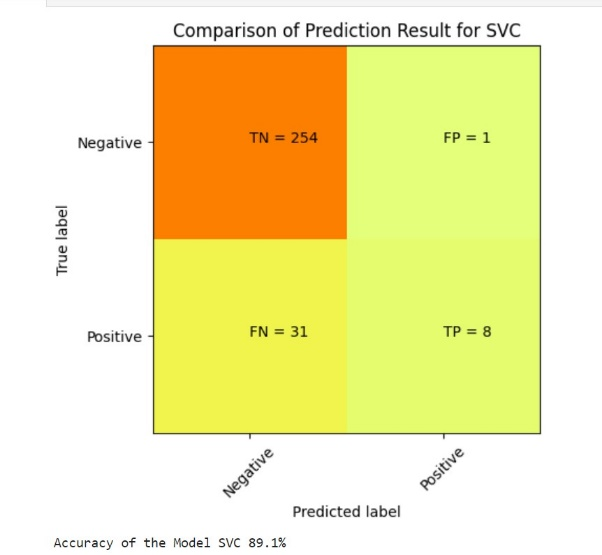 Comparison of Prediction Result for SVC
Negative
TN = 254
FP = 1
True label
Positive
FN = 31
TP = 8
Negative
Positive
Predicted label
Accuracy of the Model SVC 89.1%